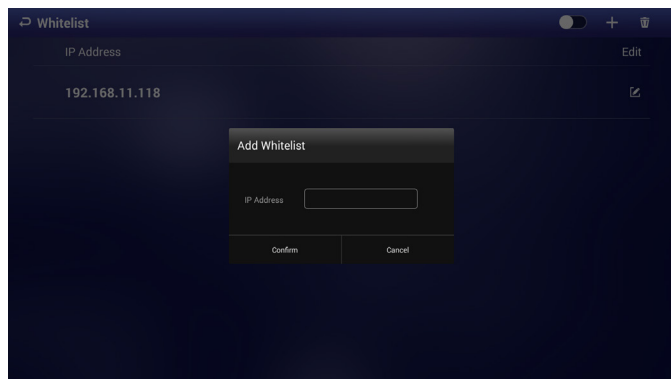 Whitelist
IP Address Edit
192.168.11.118
Add Whitelist
IP Address
Confirm Cancel